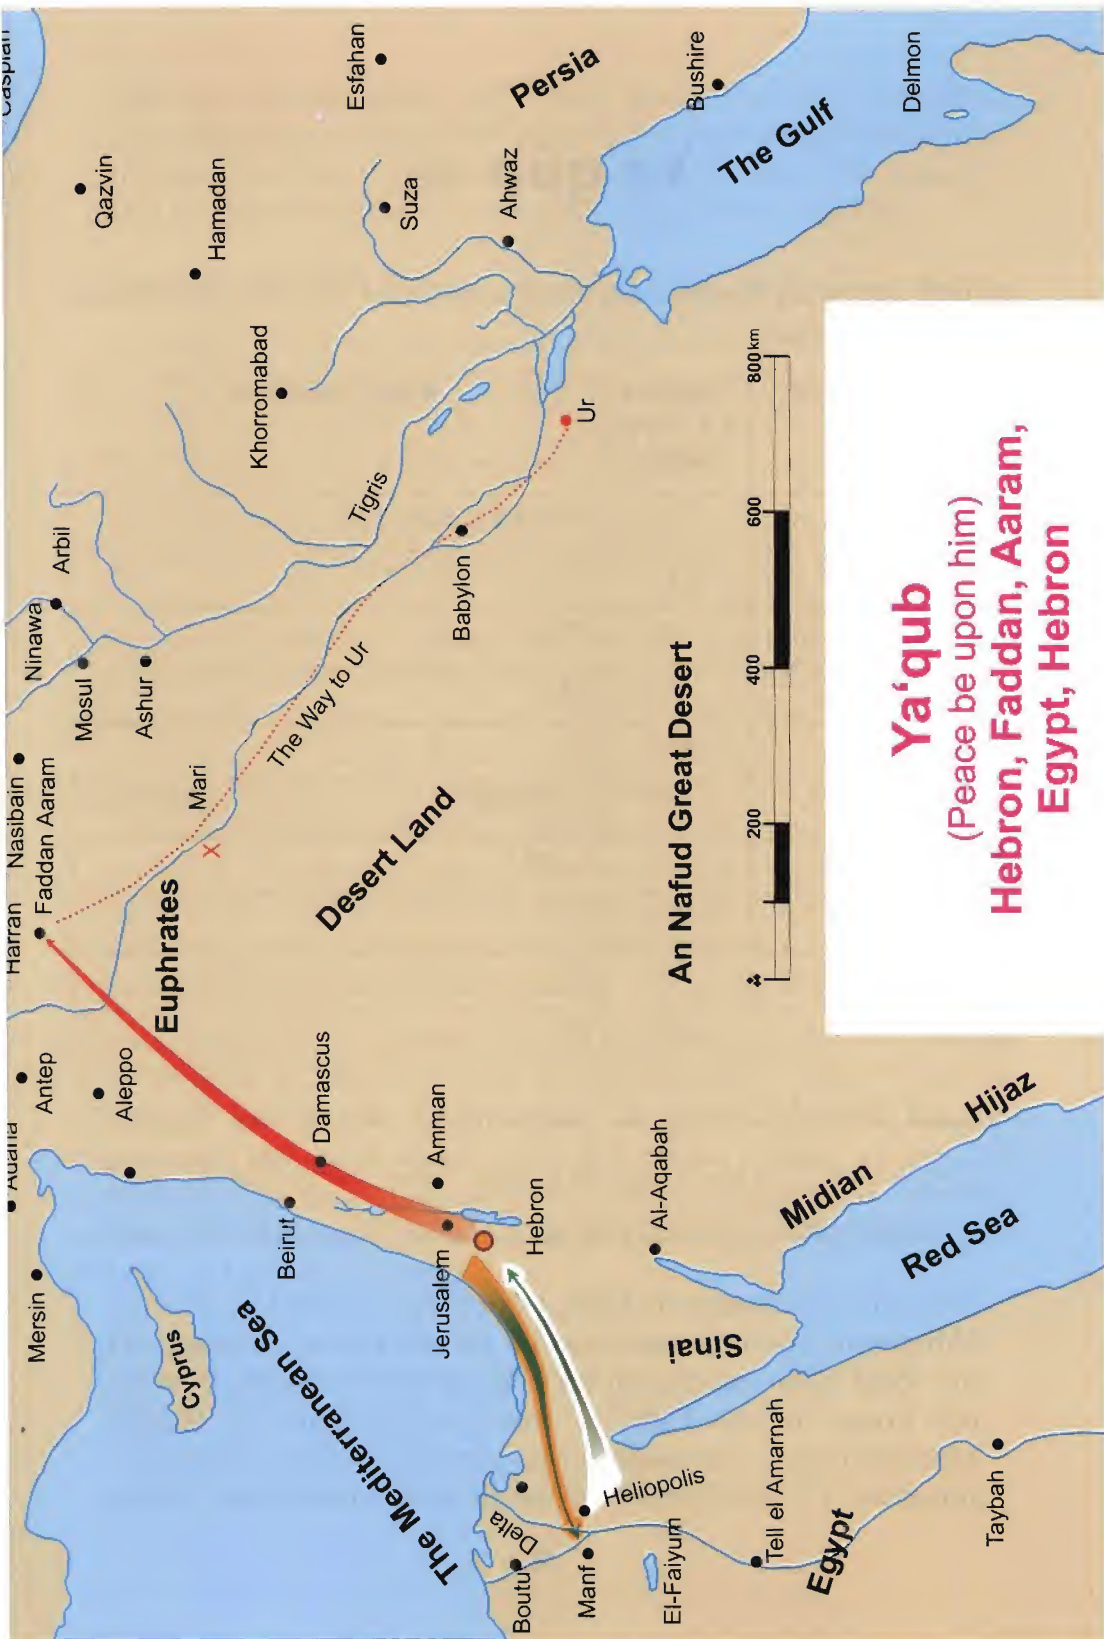 Adana
Mersin
Antep
Aleppo
Harran
Faddan Aaram
Nasibain
Ninawa
Mosul
Arbil
Ashur
Qazvin
Hamadan
Khorromabad
Esfahan
Suza
Ahwaz
Persia
Bushire
The Gulf
Delmon
Cyprus
The Mediterranean Sea
Beirut
Damascus
Euphrates
Mari
X
The Way to Ur
Tigris
Babylon
Ur
Desert Land
Amman
Jerusalem
Hebron
An Nafud Great Desert
200
400
600
800km
Al-Aqabah
Sinai
Midian
Hijaz
Red Sea
Delta
Boutu
Manf
Heliopolis
El-Faiyum
Tell el Amarnah
Egypt
Taybah
Ya‘qub
(Peace be upon him)
Hebron, Faddan, Aaram,
Egypt, Hebron